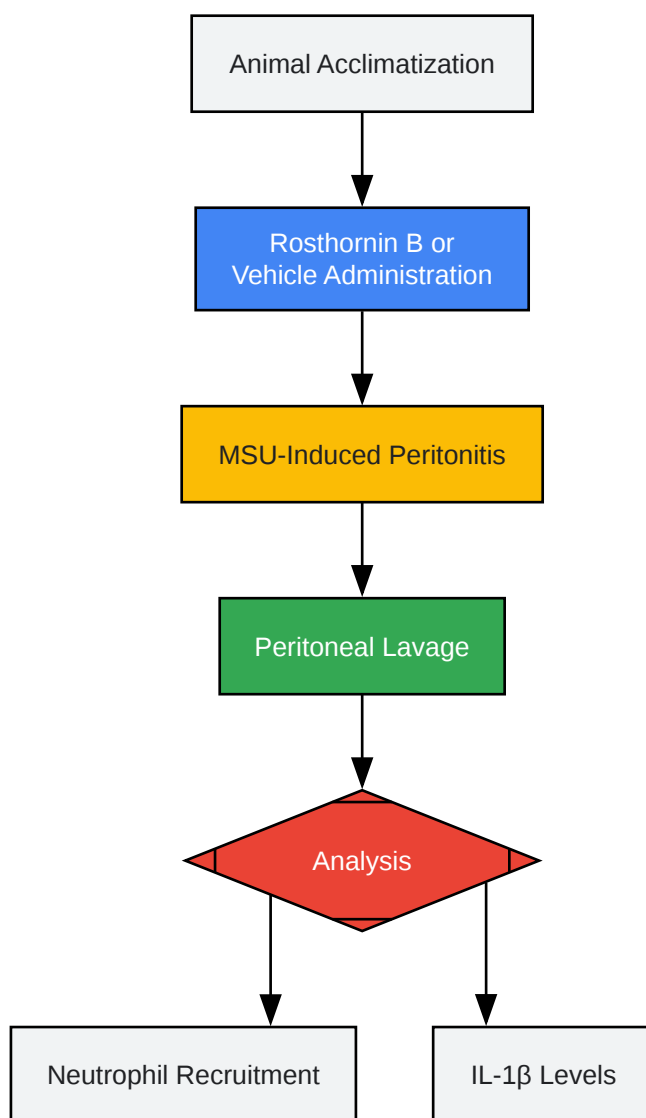 Animal Acclimatization
Rosthornin B or
Vehicle Administration
MSU-Induced Peritonitis
Peritoneal Lavage
Analysis
Neutrophil Recruitment
IL-1β Levels